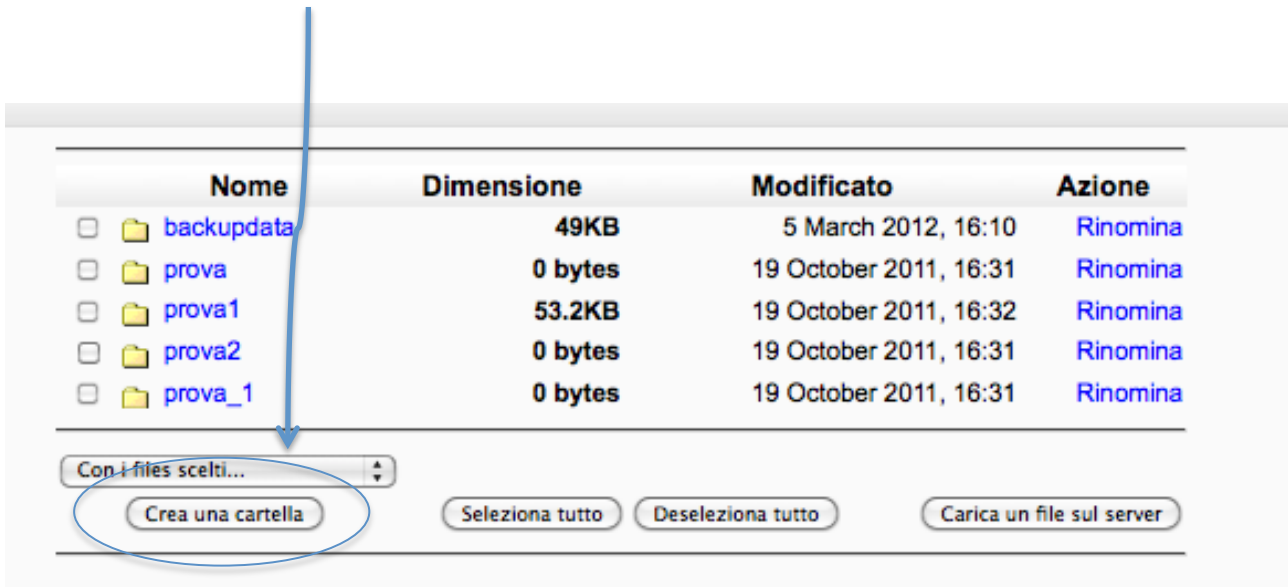 Nome Dimensione Modificato Azione
backupdata 49KB 5 March 2012, 16:10 Rinomina
prova 0 bytes 19 October 2011, 16:31 Rinomina
prova1 53.2KB 19 October 2011, 16:32 Rinomina
prova2 0 bytes 19 October 2011, 16:31 Rinomina
prova_1 0 bytes 19 October 2011, 16:31 Rinomina
Con i files scelti...
Crea una cartella Seleziona tutto Deseleziona tutto Carica un file sul server